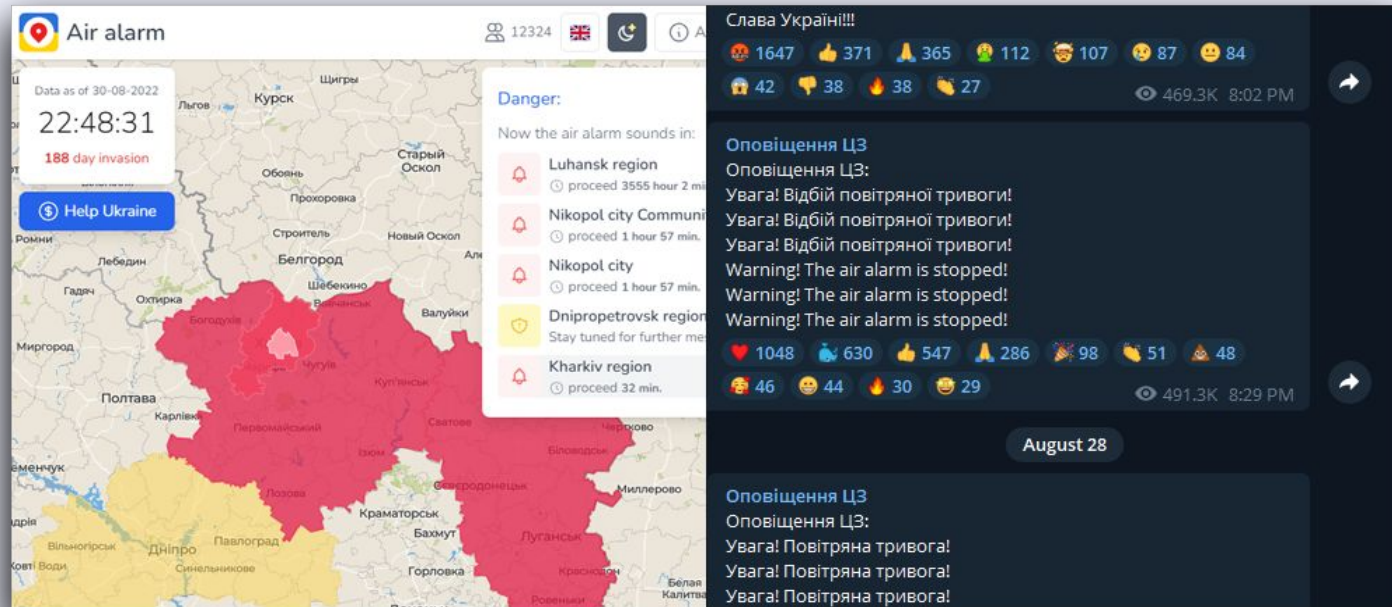 Air alarm
12324
Data as of 30-08-2022
22:48:31
188 day invasion
Help Ukraine
Щигры
Льгов
Курск
Старый
Оскол
Обоянь
Прохоровка
Строитель
Новый Оскол
Ромни
Лебедин
Белгород
Гадяч
Охтирка
Шебекино
Вовчанськ
Валуйки
Богодухів
Миргород
Чугуїв
Куп'янськ
Полтава
Карлівка
Первомайський
Сватове
Чертково
Ізюм
Біловодськ
Сєвєродонецьк
Миллерово
Лозова
Краматорськ
Бахмут
Луганськ
Вільногірськ
Дніпро
Павлоград
Синельникове
Горловка
Краснодон
Белая
Калитва
Ровеньки
Danger:
Now the air alarm sounds in:
Luhansk region
proceed 3555 hour 2
Nikopol city
proceed 1 hour 57 min.
Nikopol city
proceed 1 hour 57 min.
Dnipropetrovsk region
Stay tuned for further
Kharkiv region
proceed 32 min.
Слава Україні!!!
1647 371 365 112 107 87 84
42 38 38 27
469.3K 8:02 PM
Оповіщення ЦЗ
Оповіщення ЦЗ:
Увага! Відбій повітряної тривоги!
Увага! Відбій повітряної тривоги!
Увага! Відбій повітряної тривоги!
Warning! The air alarm is stopped!
Warning! The air alarm is stopped!
Warning! The air alarm is stopped!
1048 630 547 286 98 51 48
46 44 30 29
491.3K 8:29 PM
August 28
Оповіщення ЦЗ
Оповіщення ЦЗ:
Увага! Повітряна тривога!
Увага! Повітряна тривога!
Увага! Повітряна тривога!